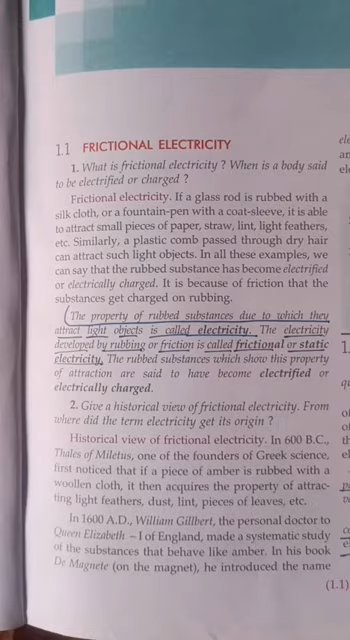 1.1 FRICTIONAL ELECTRICITY
1. What is frictional electricity ? When is a body said
to be electrified or charged ?
Frictional electricity. If a glass rod is rubbed with a
silk cloth, or a fountain-pen with a coat-sleeve, it is able
to attract small pieces of paper, straw, lint, light feathers,
etc. Similarly, a plastic comb passed through dry hair
can attract such light objects. In all these examples, we
can say that the rubbed substance has become electrified
or electrically charged. It is because of friction that the
substances get charged on rubbing.
The property of rubbed substances due to which they
attract light objects is called electricity. The electricity
developed by rubbing or friction is called frictional or static
electricity. The rubbed substances which show this property
of attraction are said to have become electrified or
electrically charged.
2. Give a historical view of frictional electricity. From
where did the term electricity get its origin ?
Historical view of frictional electricity. In 600 B.C.,
Thales of Miletus, one of the founders of Greek science,
first noticed that if a piece of amber is rubbed with a
woollen cloth, it then acquires the property of attrac-
ting light feathers, dust, lint, pieces of leaves, etc.
In 1600 A.D., William Gillbert, the personal doctor to
Queen Elizabeth – I of England, made a systematic study
of the substances that behave like amber. In his book
De Magnete (on the magnet), he introduced the name
(1.1)